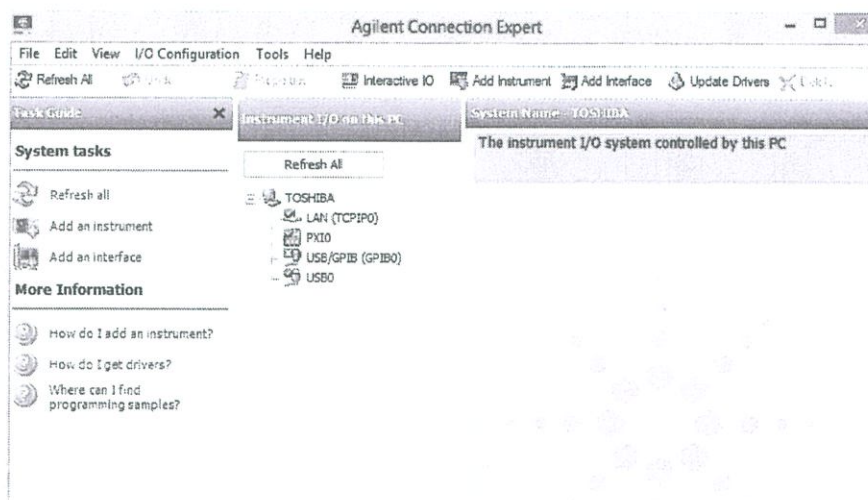 Agilent Connection Expert
File Edit View I/O Configuration Tools Help
Refresh All Undo Properties Interactive IO Add Instrument Add Interface Update Drivers Delete
Task Guide
Instrument I/O on this PC
System Name - TOSHIBA
System tasks
Refresh all
Add an instrument
Add an interface
More Information
How do I add an instrument?
How do I get drivers?
Where can I find
programming samples?
Refresh All
TOSHIBA
LAN (TCPIP0)
PXI0
USB/GPIB (GPIB0)
USB0
The instrument I/O system controlled by this PC